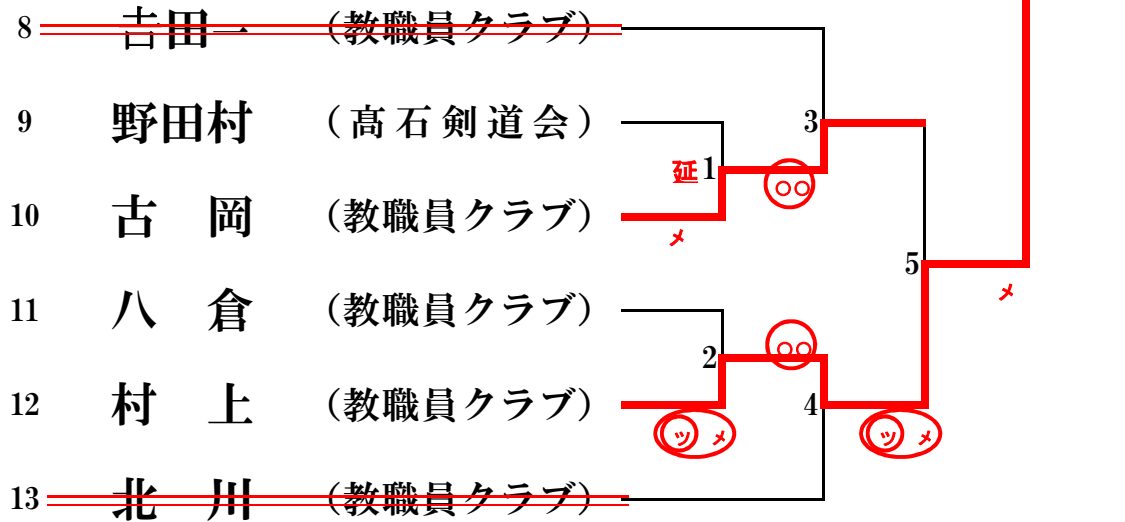 8 吉田一 （教職員クラブ）
9 野田村 （髙石剣道会）
3
延 1
○○
10 古 岡 （教職員クラブ）
メ
5
メ
11 八 倉 （教職員クラブ）
○○
2
12 村 上 （教職員クラブ）
4
ツ メ
ツ メ
13 北 川 （教職員クラブ）